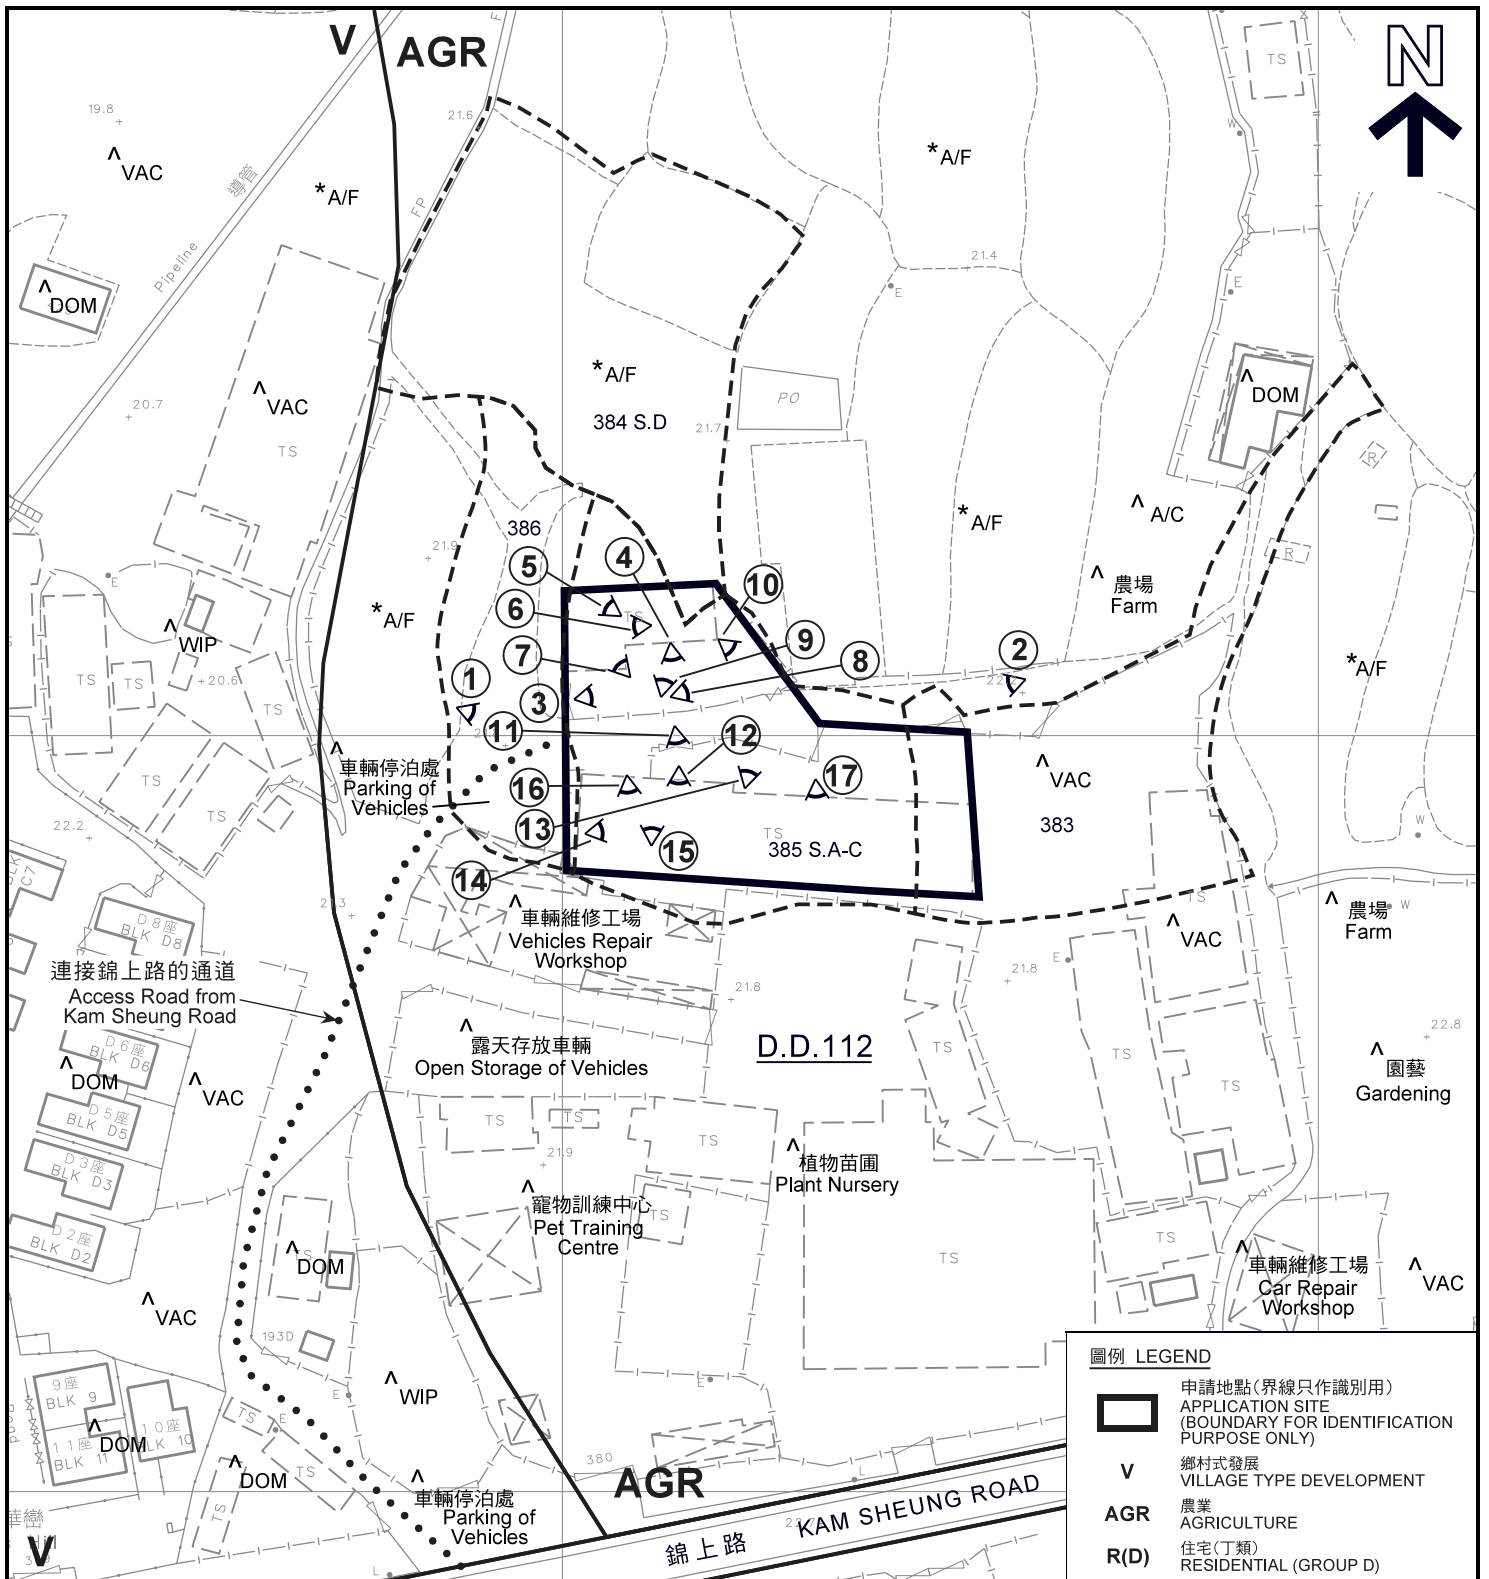 V
AGR
N
TS
19.8
^
VAC
21.6
FP
F
*A/F
*A/F
W
導管
Pipeline
^
DOM
21.4
E
E
^
VAC
20.7
TS
*A/F
384 S.D
21.7
PO
^
DOM
R
386
21.9
*A/F
^
A/C
R
^
農場
Farm
E
*A/F
^
WIP
20.6
TS
TS
TS
5
4
10
6
TS
7
9
8
2
1
3
*A/F
11
12
16
17
13
15
14
^
車輛停泊處
Parking of
Vehicles
TS
TS
22.2
^
VAC
383
TS
385 S.A-C
W
BLK
C7
D8座
BLK D8
21.3
^
車輛維修工場
Vehicles Repair
Workshop
TS
^
VAC
^
農場
Farm
W
連接錦上路的通道
Access Road from
Kam Sheung Road
E
21.8
21.8
D.D.112
22.8
D6座
BLK D6
^
DOM
^
VAC
^
露天存放車輛
Open Storage of Vehicles
TS
TS
TS
^
園藝
Gardening
D5座
BLK D5
TS
TS
TS
D3座
BLK D3
21.9
^
植物苗圃
Plant Nursery
^
寵物訓練中心
Pet Training
Centre
TS
D2座
BLK D2
TS
^
DOM
TS
TS
^
車輛維修工場
Car Repair
Workshop
^
VAC
^
VAC
193D
9座
BLK 9
^
WIP
E
E
10座
BLK 10
11座
BLK 11
^
DOM
TS
E
TS
^
DOM
TS
380
AGR
L
^
車輛停泊處
Parking of
Vehicles
V
L
錦上路 KAM SHEUNG ROAD
圖例 LEGEND
申請地點(界線只作識別用)
APPLICATION SITE
(BOUNDARY FOR IDENTIFICATION
PURPOSE ONLY)
V
鄉村式發展
VILLAGE TYPE DEVELOPMENT
AGR
農業
AGRICULTURE
R(D)
住宅(丁類)
RESIDENTIAL (GROUP D)